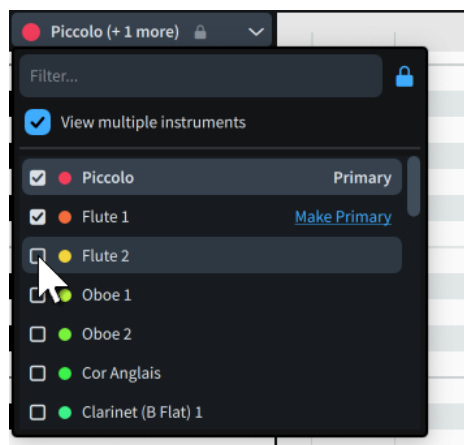 Piccolo (+ 1 more)
Filter...
View multiple instruments
Piccolo Primary
Flute 1 Make Primary
Flute 2
Oboe 1
Oboe 2
Cor Anglais
Clarinet (B Flat) 1